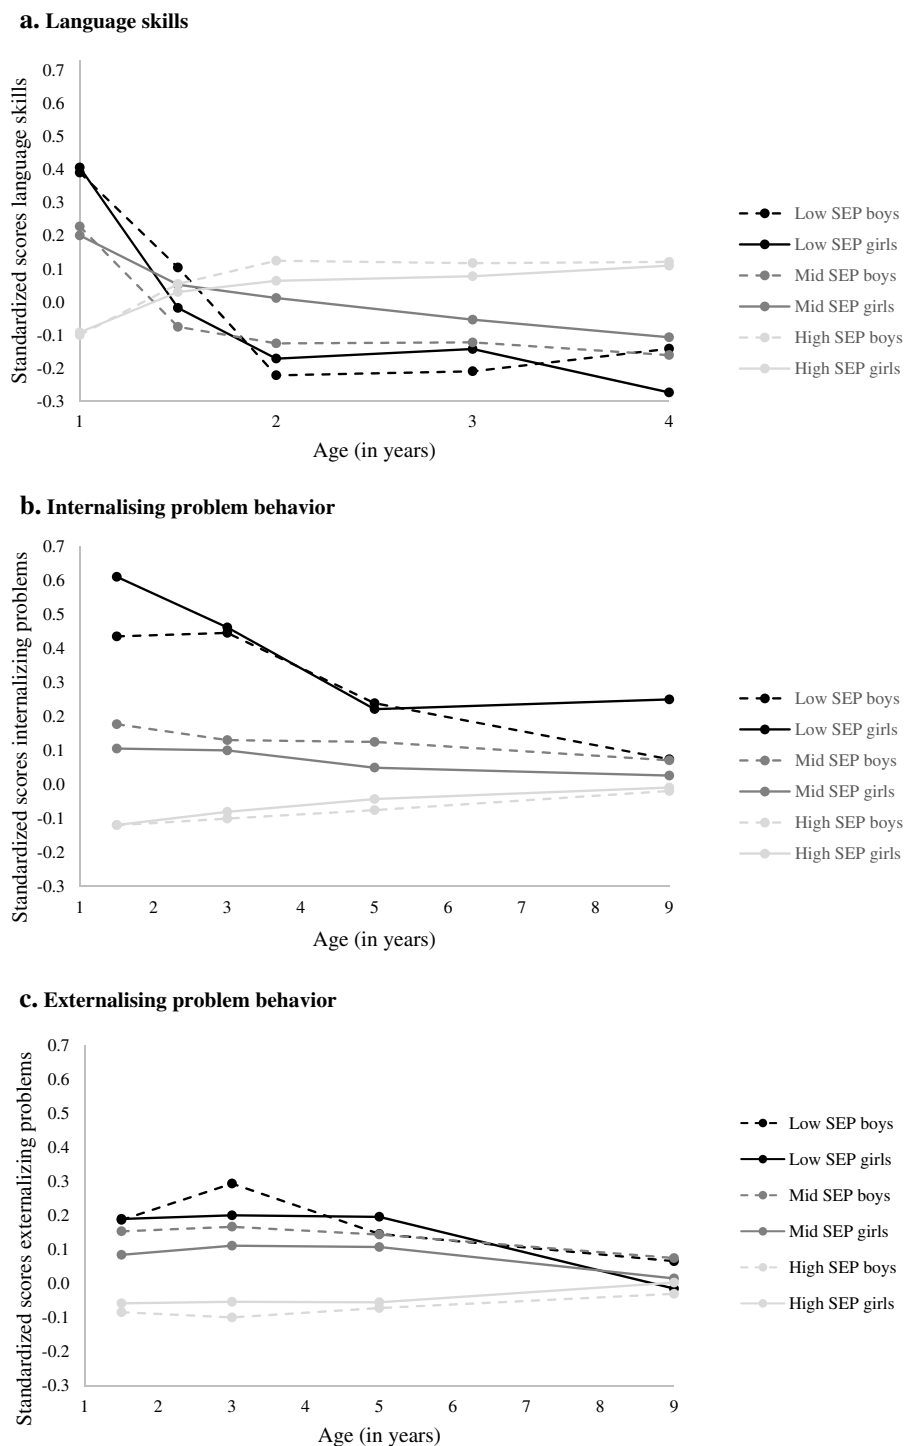 a. Language skills
Standardized scores language skills
0.7
0.6
0.5
0.4
0.3
0.2
0.1
0.0
-0.1
-0.2
-0.3
1 2 3 4
Age (in years)
Low SEP boys
Low SEP girls
Mid SEP boys
Mid SEP girls
High SEP boys
High SEP girls
b. Internalising problem behavior
Standardized scores internalizing problems
0.7
0.6
0.5
0.4
0.3
0.2
0.1
0.0
-0.1
-0.2
-0.3
1 2 3 4 5 6 7 8 9
Age (in years)
Low SEP boys
Low SEP girls
Mid SEP boys
Mid SEP girls
High SEP boys
High SEP girls
c. Externalising problem behavior
Standardized scores externalizing problems
0.7
0.6
0.5
0.4
0.3
0.2
0.1
0.0
-0.1
-0.2
-0.3
1 2 3 4 5 6 7 8 9
Age (in years)
Low SEP boys
Low SEP girls
Mid SEP boys
Mid SEP girls
High SEP boys
High SEP girls